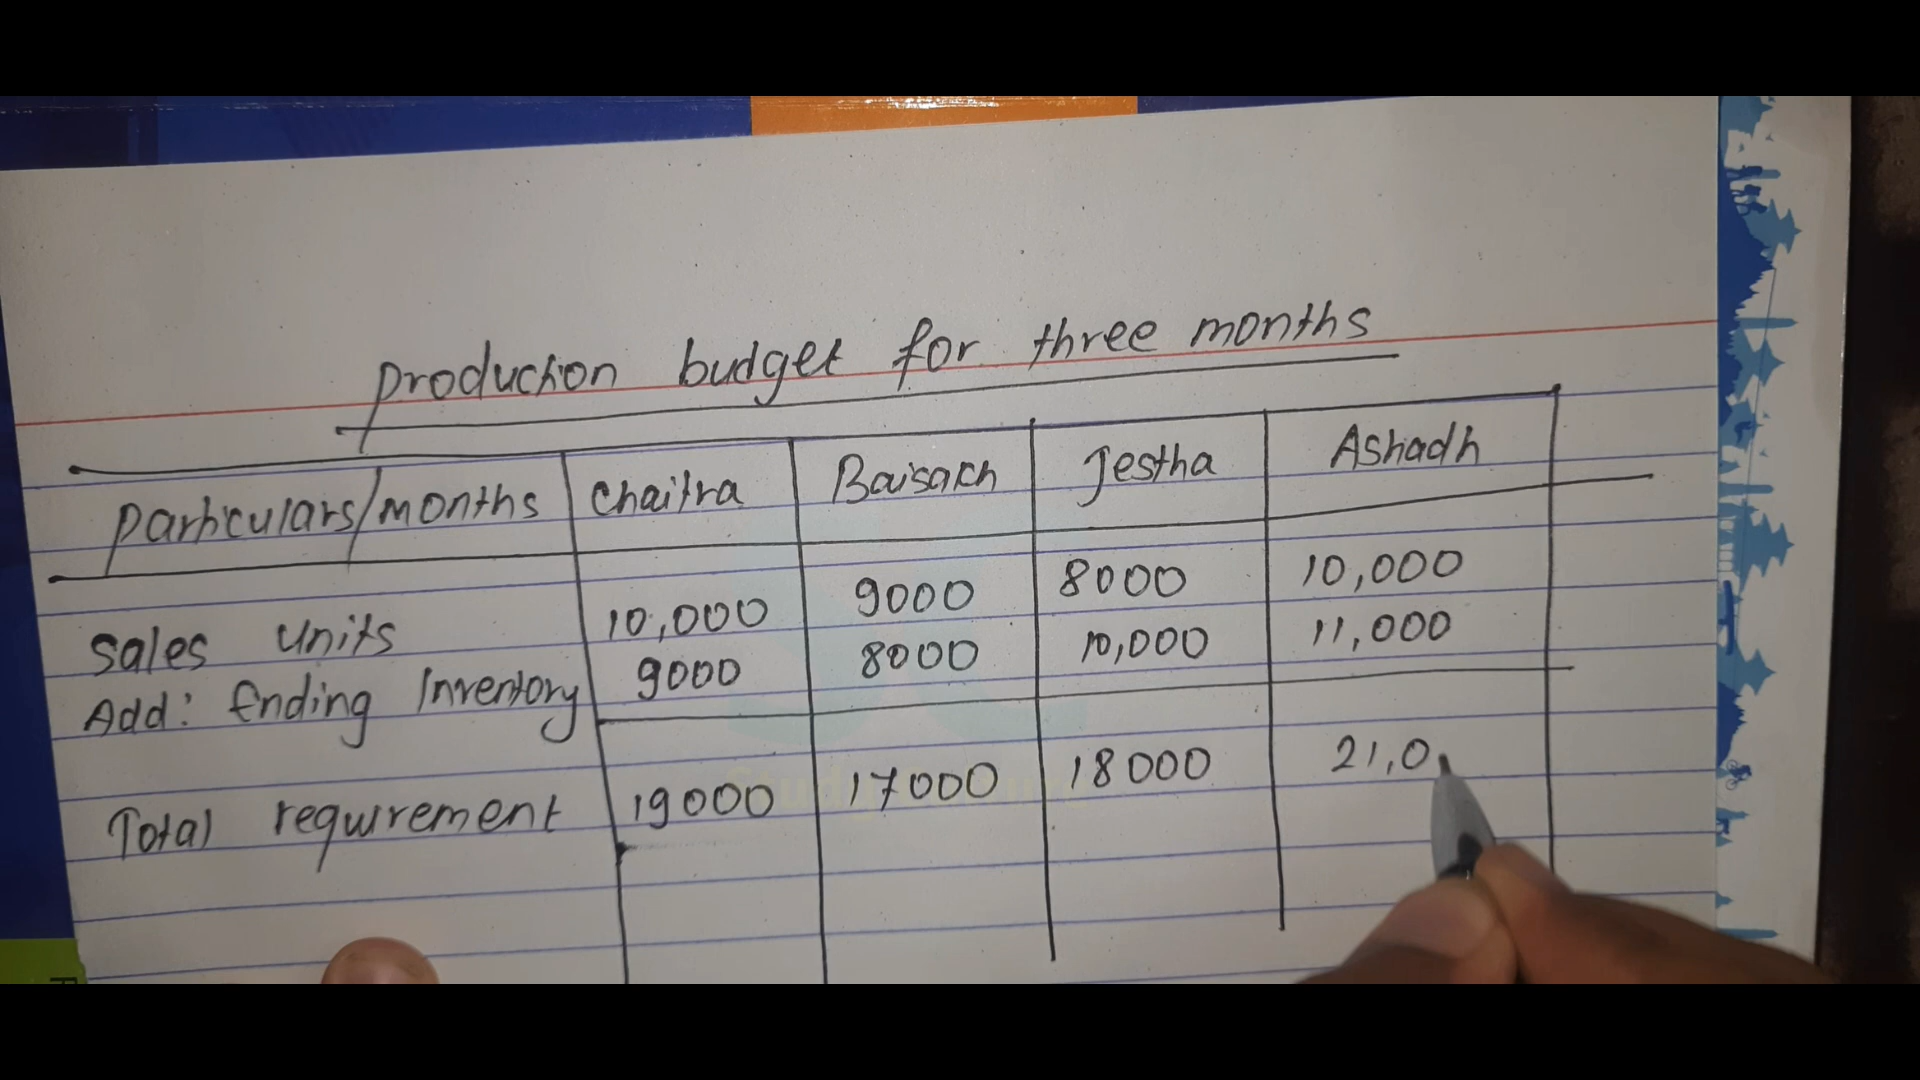 Production budget for three months
Particulars/months Chaitra Baisakh Jestha Ashadh
Sales Units 10,000 9000 8000 10,000
Add: Ending Inventory 9000 8000 10,000 11,000
Total requirement 19000 17000 18000 21,0